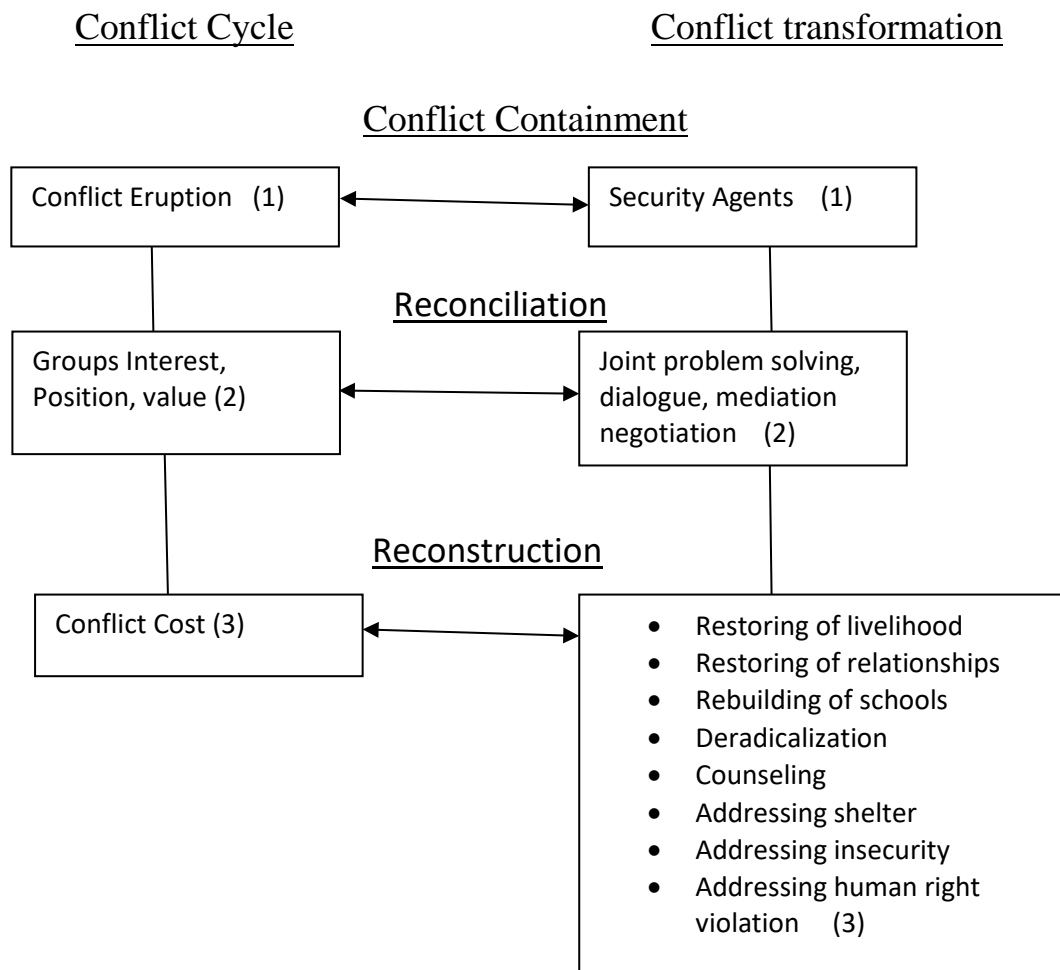 Conflict Cycle
Conflict transformation
Conflict Containment
Conflict Eruption (1)
Security Agents (1)
Reconciliation
Groups Interest,
Position, value (2)
Joint problem solving,
dialogue, mediation
negotiation (2)
Reconstruction
Conflict Cost (3)
• Restoring of livelihood
• Restoring of relationships
• Rebuilding of schools
• Deradicalization
• Counseling
• Addressing shelter
• Addressing insecurity
• Addressing human right
violation (3)